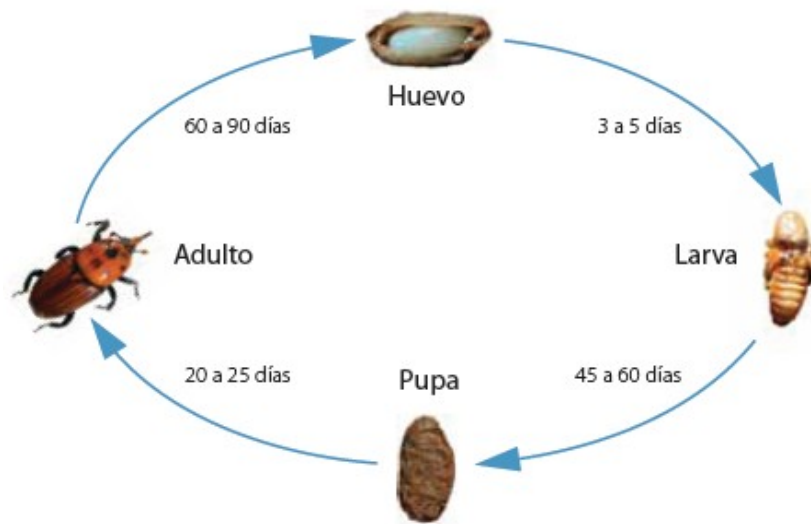 Huevo
60 a 90 días
3 a 5 días
Adulto
Larva
20 a 25 días
Pupa
45 a 60 días